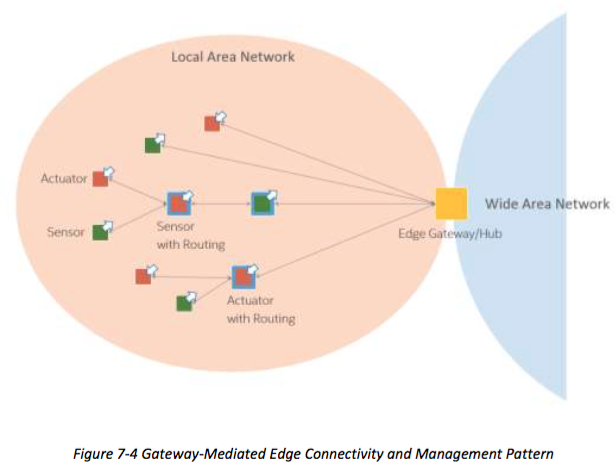 Local Area Network
Actuator
Sensor
Sensor
with Routing
Wide Area Network
Edge Gateway/Hub
Actuator
with Routing
Figure 7-4 Gateway-Mediated Edge Connectivity and Management Pattern